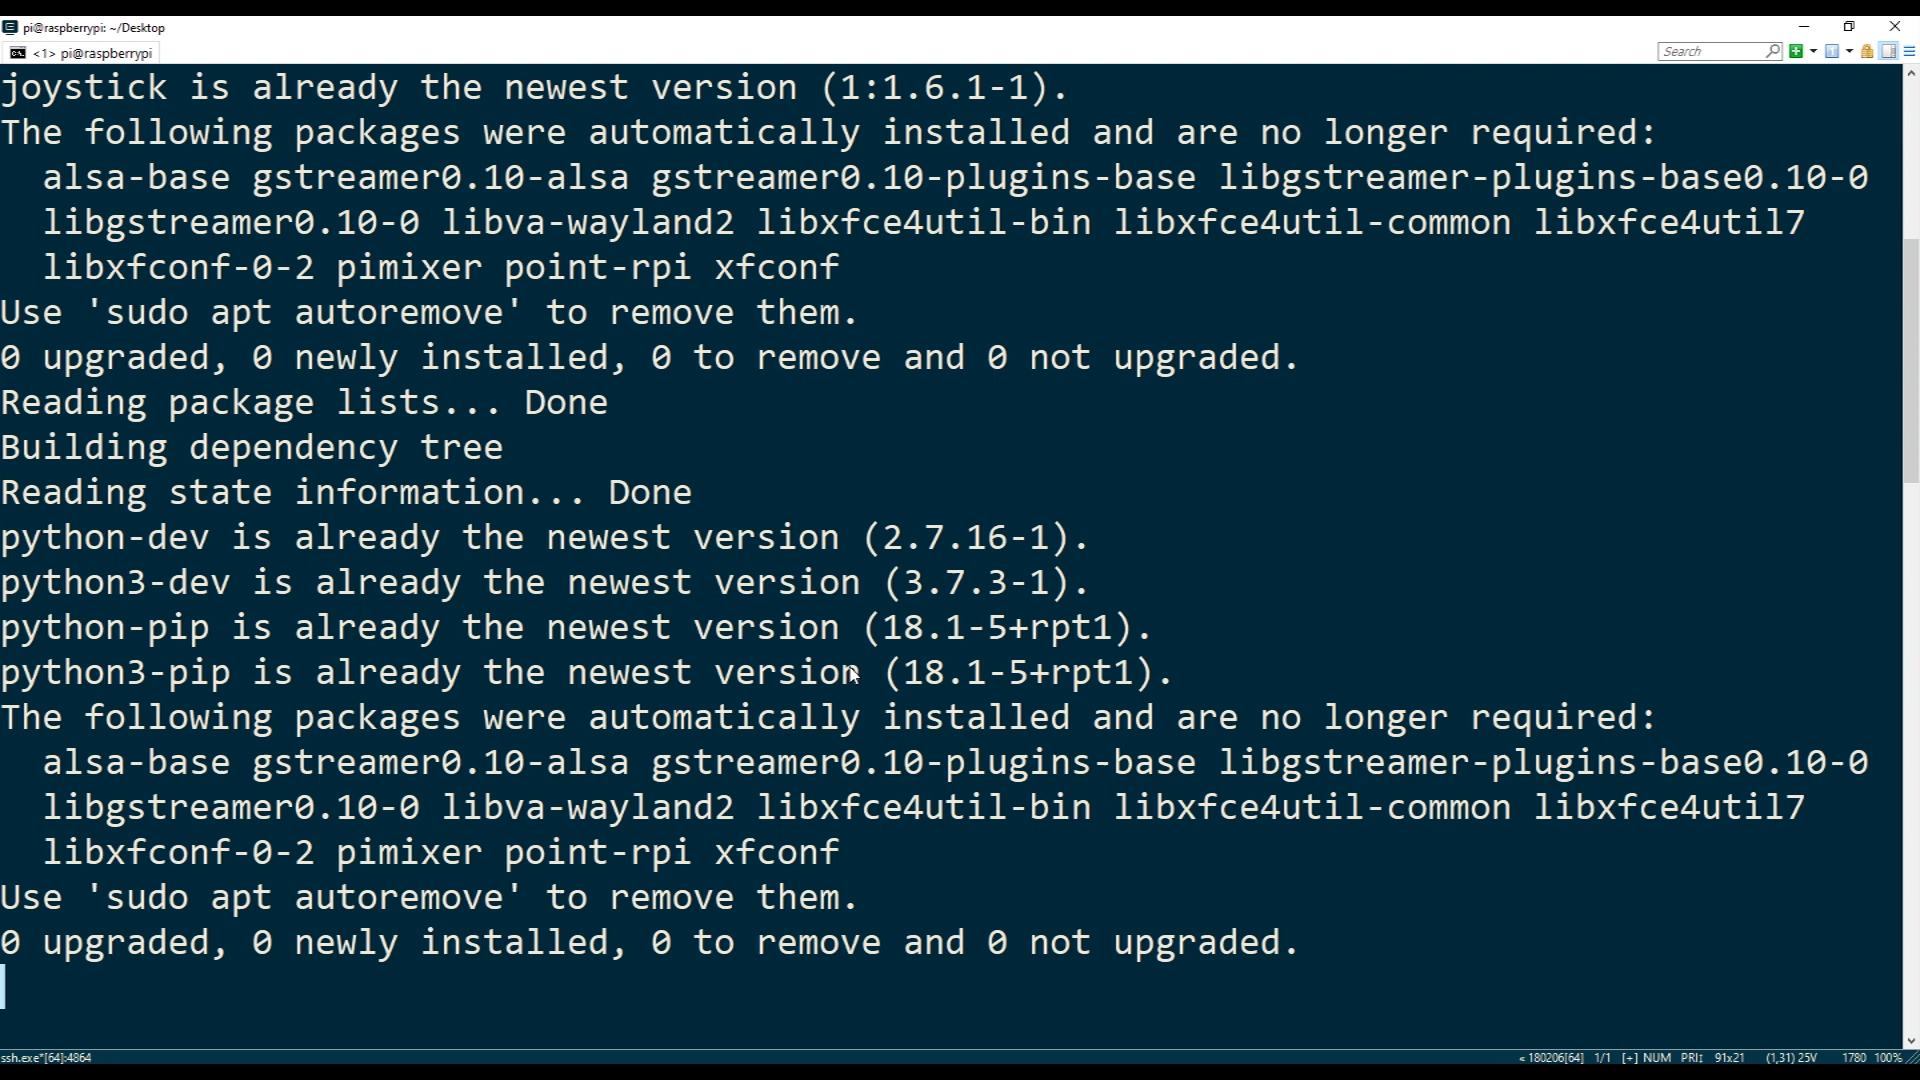 pi@raspberrypi: ~/Desktop
<1> pi@raspberrypi
Search
joystick is already the newest version (1:1.6.1-1).
The following packages were automatically installed and are no longer required:
  alsa-base gstreamer0.10-alsa gstreamer0.10-plugins-base libgstreamer-plugins-base0.10-0
  libgstreamer0.10-0 libva-wayland2 libxfce4util-bin libxfce4util-common libxfce4util7
  libxfconf-0-2 pimixer point-rpi xfconf
Use 'sudo apt autoremove' to remove them.
0 upgraded, 0 newly installed, 0 to remove and 0 not upgraded.
Reading package lists... Done
Building dependency tree
Reading state information... Done
python-dev is already the newest version (2.7.16-1).
python3-dev is already the newest version (3.7.3-1).
python-pip is already the newest version (18.1-5+rpt1).
python3-pip is already the newest version (18.1-5+rpt1).
The following packages were automatically installed and are no longer required:
  alsa-base gstreamer0.10-alsa gstreamer0.10-plugins-base libgstreamer-plugins-base0.10-0
  libgstreamer0.10-0 libva-wayland2 libxfce4util-bin libxfce4util-common libxfce4util7
  libxfconf-0-2 pimixer point-rpi xfconf
Use 'sudo apt autoremove' to remove them.
0 upgraded, 0 newly installed, 0 to remove and 0 not upgraded.
ssh.exe*[64]:4864 « 180206[64] 1/1 [+] NUM PRI: 91x21 (1,31) 25V 1780 100%